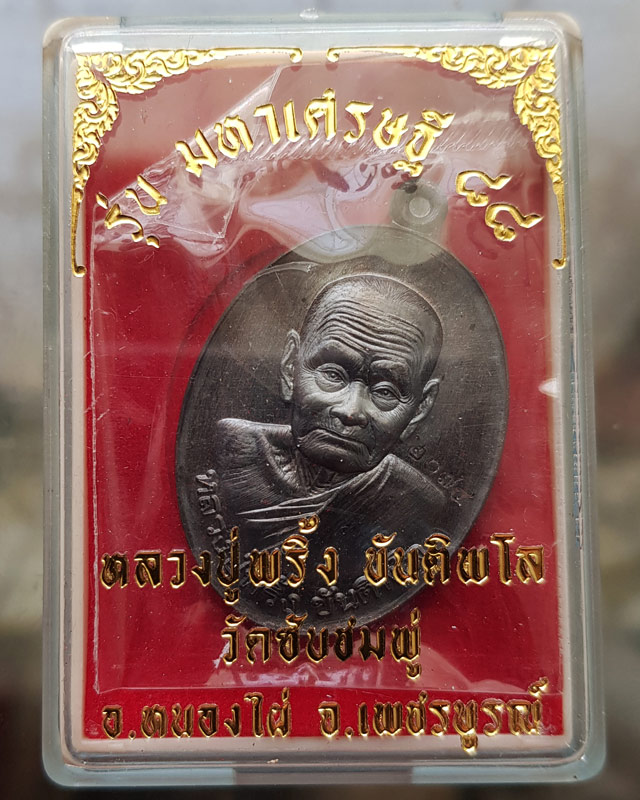 รุ่น มหาเศรษฐี ๘๘
หลวงปู่พริ้ง ขันติพโล
วัดซับชมพู่
อ.หนองไผ่ จ.เพชรบูรณ์